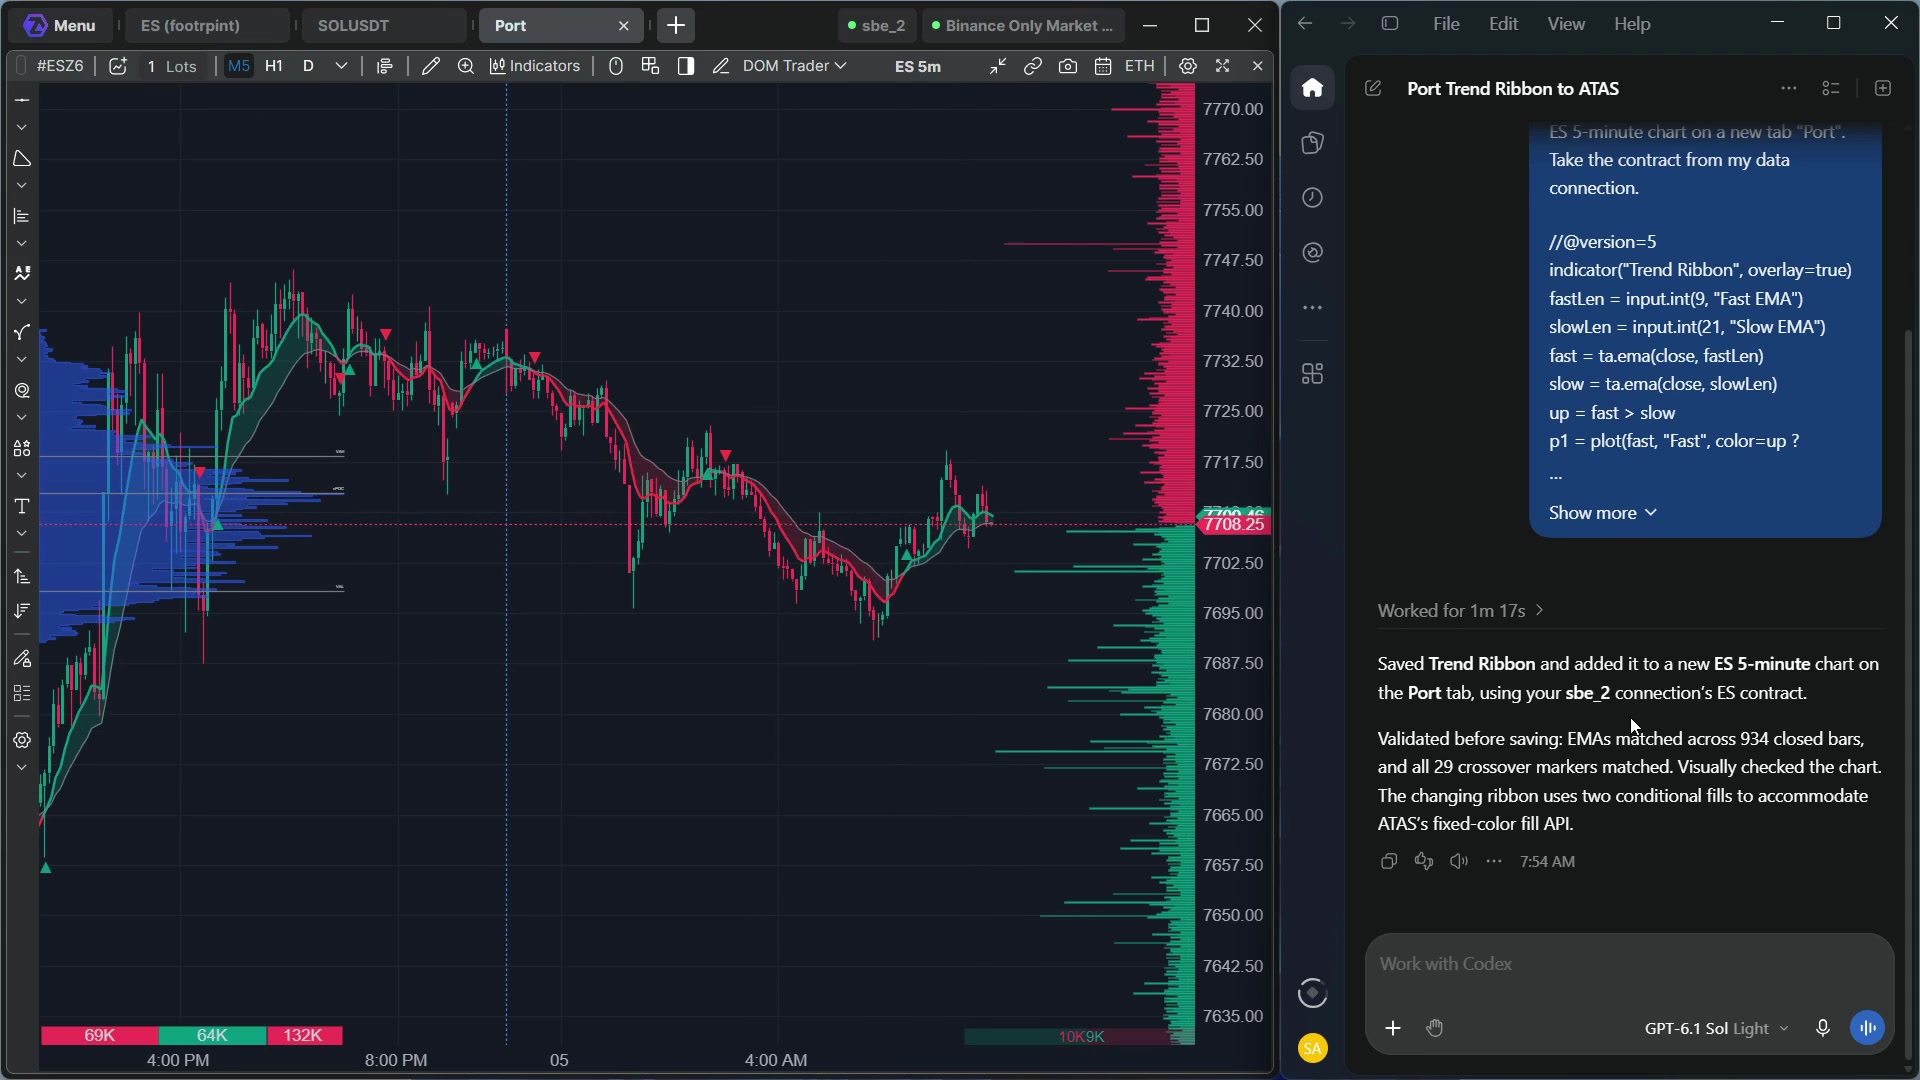 Menu
ES (footrpint)
SOLUSDT
Port
sbe_2
Binance Only Market ...
#ESZ6
1 Lots
M5
H1
D
Indicators
DOM Trader
ES 5m
ETH
7770.00
7762.50
7755.00
7747.50
7740.00
7732.50
7725.00
7717.50
7708.25
7702.50
7695.00
7687.50
7680.00
7672.50
7665.00
7657.50
7650.00
7642.50
7635.00
VAL
69K
64K
132K
10K9K
4:00 PM
8:00 PM
05
4:00 AM
File
Edit
View
Help
Port Trend Ribbon to ATAS
ES 5-minute chart on a new tab "Port".
Take the contract from my data
connection.
//@version=5
indicator("Trend Ribbon", overlay=true)
fastLen = input.int(9, "Fast EMA")
slowLen = input.int(21, "Slow EMA")
fast = ta.ema(close, fastLen)
slow = ta.ema(close, slowLen)
up = fast > slow
p1 = plot(fast, "Fast", color=up ?
...
Show more
Worked for 1m 17s >
Saved Trend Ribbon and added it to a new ES 5-minute chart on
the Port tab, using your sbe_2 connection's ES contract.
Validated before saving: EMAs matched across 934 closed bars,
and all 29 crossover markers matched. Visually checked the chart.
The changing ribbon uses two conditional fills to accommodate
ATAS's fixed-color fill API.
7:54 AM
Work with Codex
GPT-6.1 Sol Light
SA